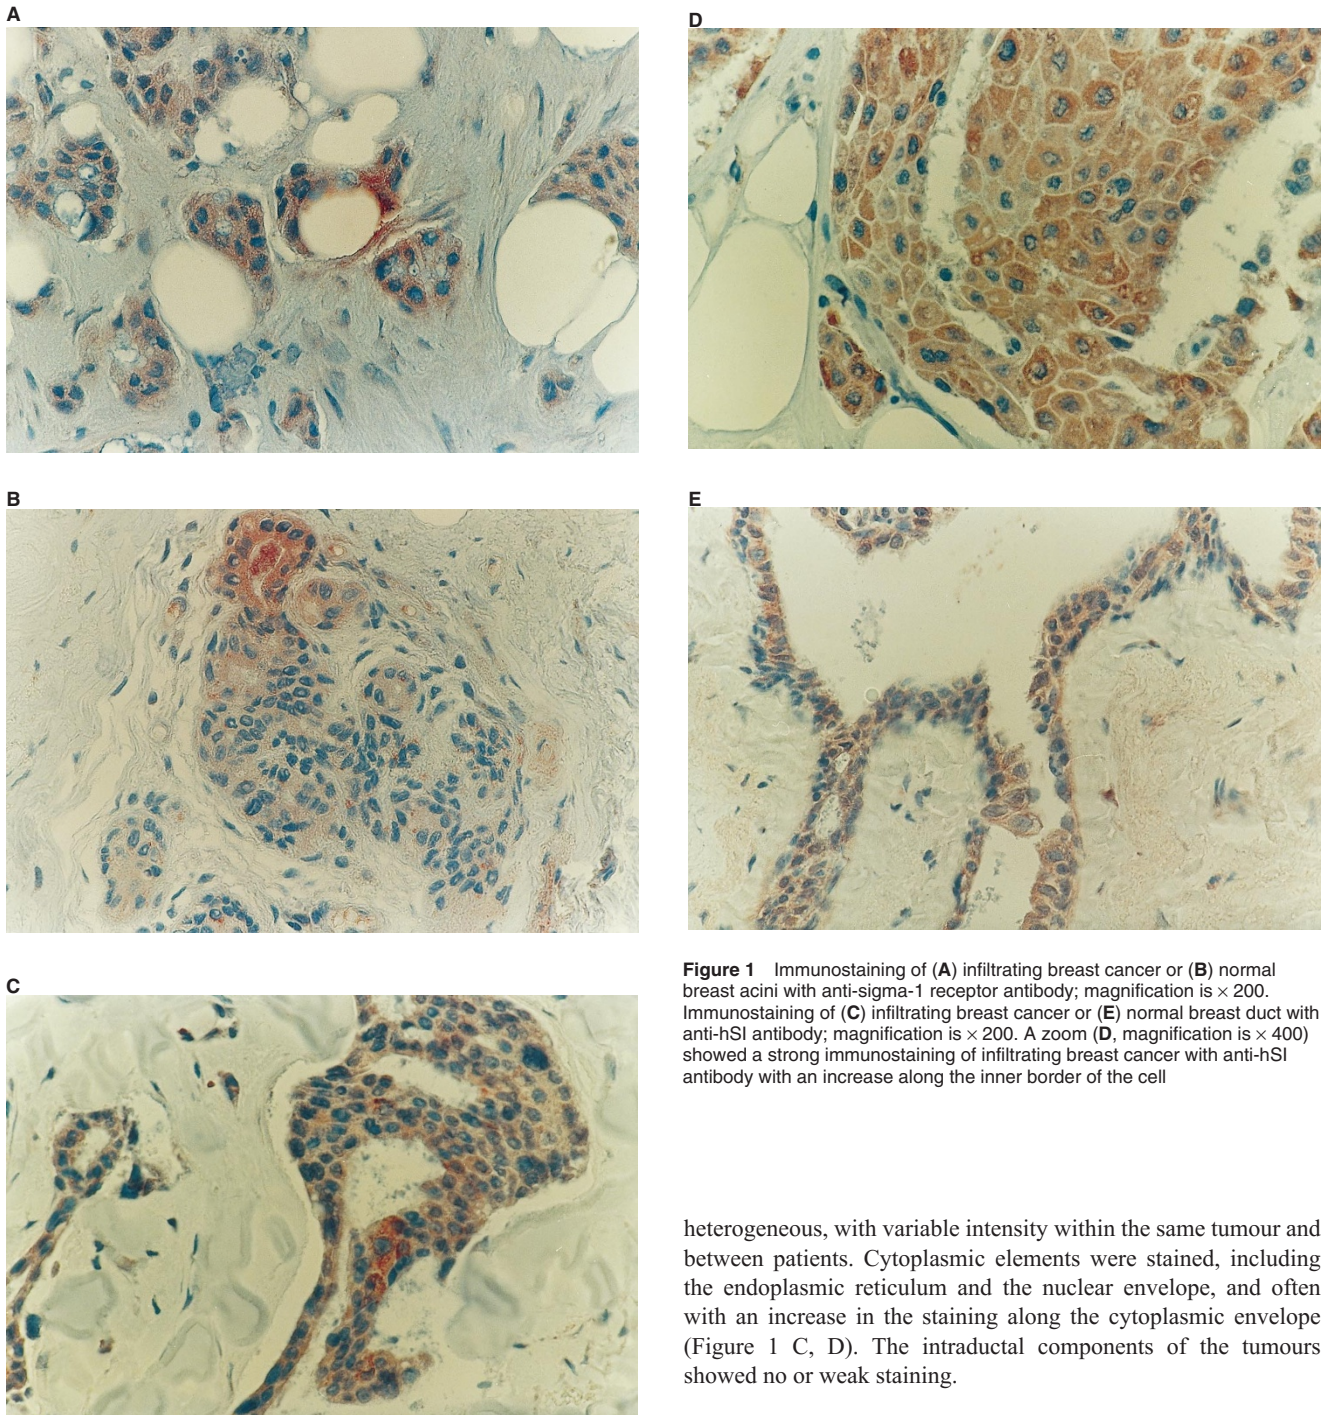 A
D
B
E
C
Figure 1 Immunostaining of (A) infiltrating breast cancer or (B) normal
breast acini with anti-sigma-1 receptor antibody; magnification is × 200.
Immunostaining of (C) infiltrating breast cancer or (E) normal breast duct with
anti-hSI antibody; magnification is × 200. A zoom (D, magnification is × 400)
showed a strong immunostaining of infiltrating breast cancer with anti-hSI
antibody with an increase along the inner border of the cell
heterogeneous, with variable intensity within the same tumour and
between patients. Cytoplasmic elements were stained, including
the endoplasmic reticulum and the nuclear envelope, and often
with an increase in the staining along the cytoplasmic envelope
(Figure 1 C, D). The intraductal components of the tumours
showed no or weak staining.